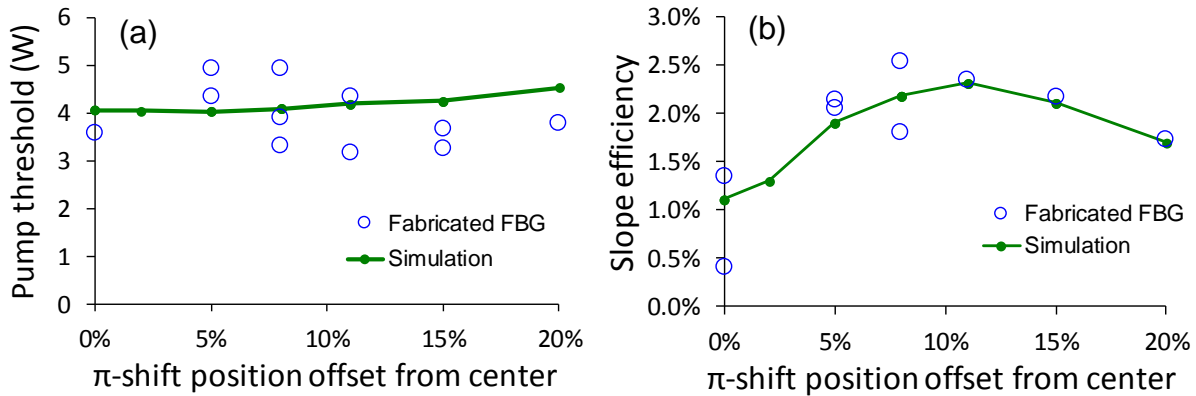 (a)
Pump threshold (W)
6
5
4
3
2
1
0
Fabricated FBG
Simulation
0% 5% 10% 15% 20%
π-shift position offset from center
(b)
Slope efficiency
3.0%
2.5%
2.0%
1.5%
1.0%
0.5%
0.0%
Fabricated FBG
Simulation
0% 5% 10% 15% 20%
π-shift position offset from center